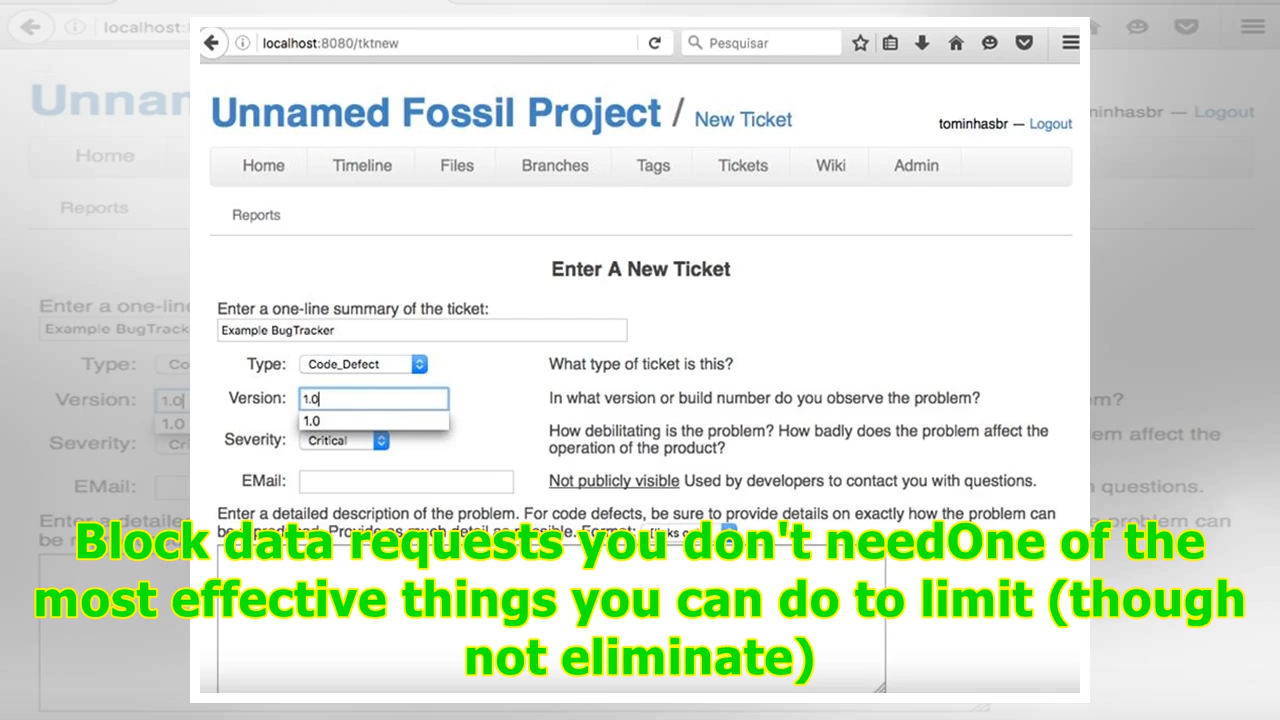 localhost:8080/tktnew
Pesquisar
Unnamed Fossil Project / New Ticket
tominhasbr — Logout
Home Timeline Files Branches Tags Tickets Wiki Admin
Reports
Enter A New Ticket
Enter a one-line summary of the ticket:
Example BugTracker
Type: Code_Defect What type of ticket is this?
Version: 1.0 In what version or build number do you observe the problem?
1.0
Severity: Critical How debilitating is the problem? How badly does the problem affect the
operation of the product?
EMail: Not publicly visible Used by developers to contact you with questions.
Enter a detailed description of the problem. For code defects, be sure to provide details on exactly how the problem can
Block data requests you don't needOne of the
most effective things you can do to limit (though
not eliminate)